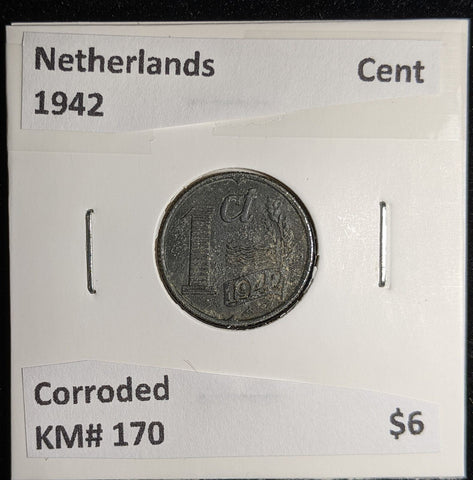 Netherlands Cent
1942
1 Ct
1942
Corroded
KM# 170 $6